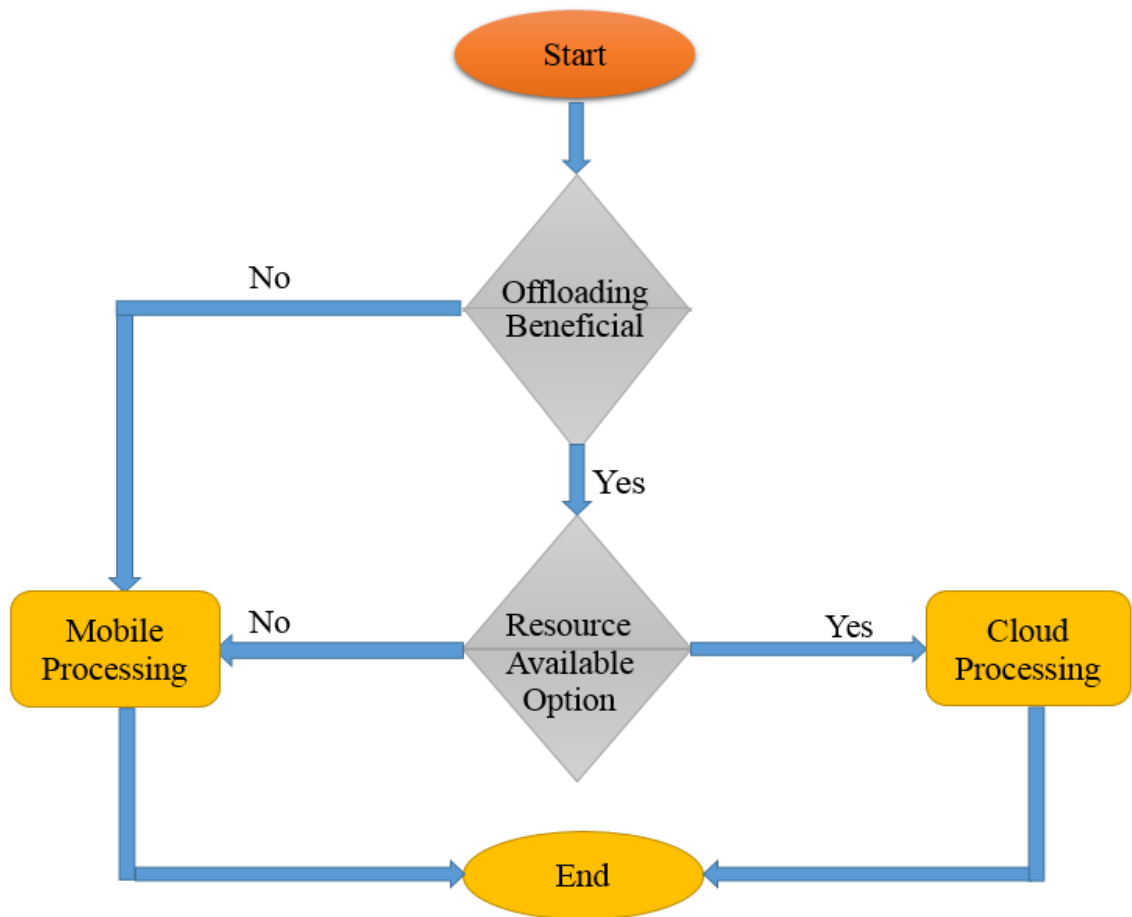 Start
No
Offloading
Beneficial
Yes
Mobile
Processing
No
Resource
Available
Option
Yes
Cloud
Processing
End